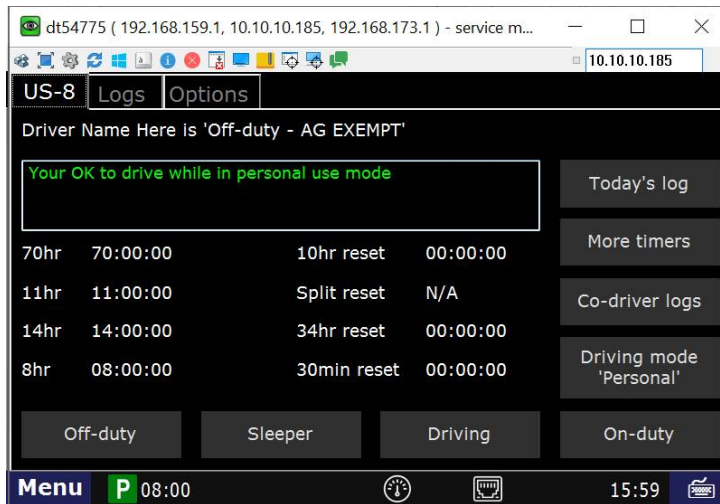 dt54775 ( 192.168.159.1, 10.10.10.185, 192.168.173.1 ) - service m...
10.10.10.185
US-8 Logs Options
Driver Name Here is 'Off-duty - AG EXEMPT'
Your OK to drive while in personal use mode
Today's log
More timers
70hr 70:00:00 10hr reset 00:00:00
11hr 11:00:00 Split reset N/A
Co-driver logs
14hr 14:00:00 34hr reset 00:00:00
8hr 08:00:00 30min reset 00:00:00
Driving mode
'Personal'
Off-duty Sleeper Driving On-duty
Menu P 08:00 15:59